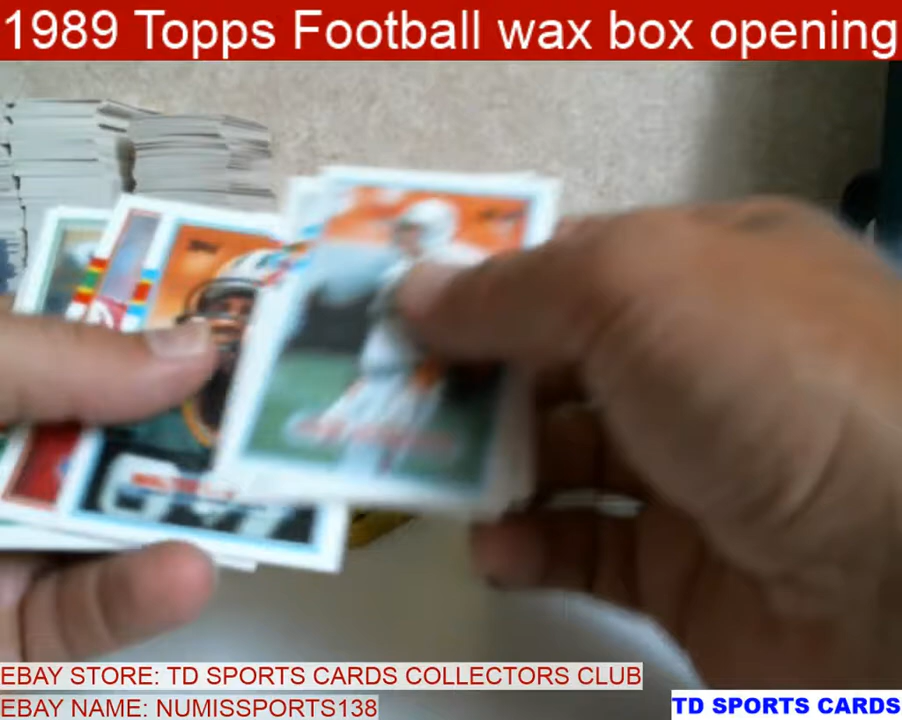 1989 Topps Football wax box opening
EBAY STORE: TD SPORTS CARDS COLLECTORS CLUB
EBAY NAME: NUMISSPORTS138
TD SPORTS CARDS